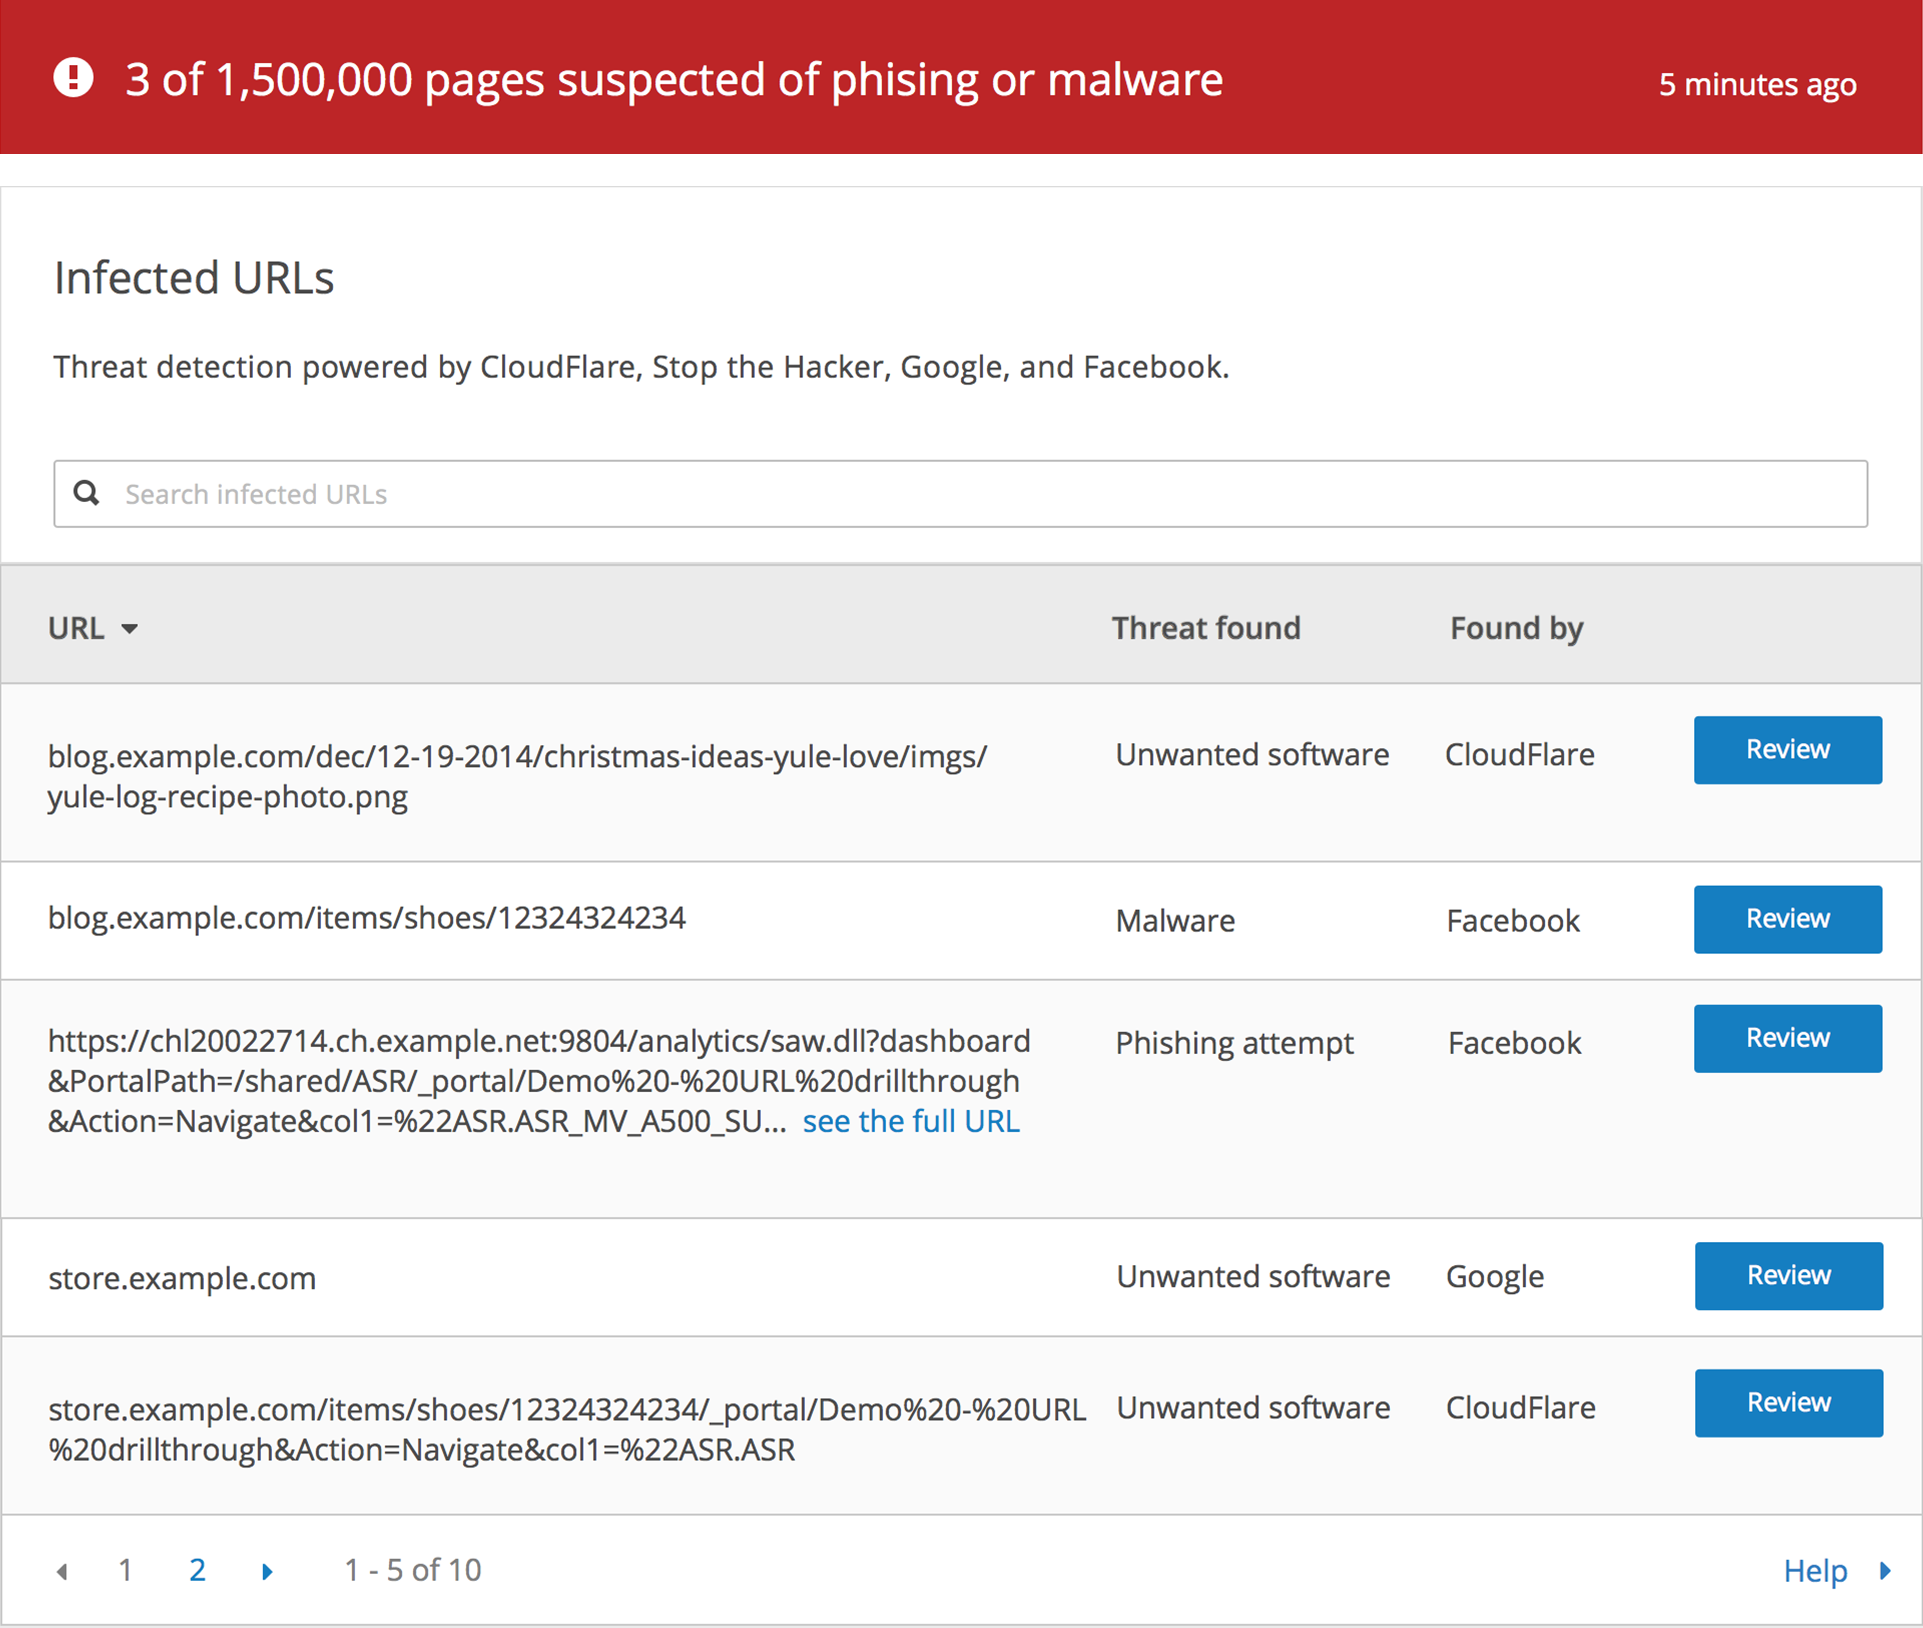 3 of 1,500,000 pages suspected of phising or malware
5 minutes ago
Infected URLs
Threat detection powered by CloudFlare, Stop the Hacker, Google, and Facebook.
Search infected URLs
URL Threat found Found by
blog.example.com/dec/12-19-2014/christmas-ideas-yule-love/imgs/
yule-log-recipe-photo.png
Unwanted software
CloudFlare
Review
blog.example.com/items/shoes/12324324234
Malware
Facebook
Review
https://chl20022714.ch.example.net:9804/analytics/saw.dll?dashboard
&PortalPath=/shared/ASR/_portal/Demo%20-%20URL%20drillthrough
&Action=Navigate&col1=%22ASR.ASR_MV_A500_SU... see the full URL
Phishing attempt
Facebook
Review
store.example.com
Unwanted software
Google
Review
store.example.com/items/shoes/12324324234/_portal/Demo%20-%20URL
%20drillthrough&Action=Navigate&col1=%22ASR.ASR
Unwanted software
CloudFlare
Review
1 2 1 - 5 of 10
Help